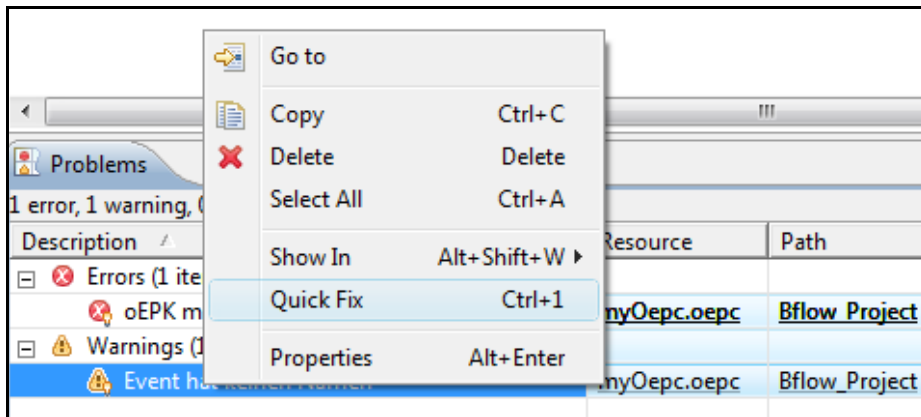 Go to
Copy Ctrl+C
Delete Delete
Select All Ctrl+A
Show In Alt+Shift+W
Quick Fix Ctrl+1
Properties Alt+Enter
Problems
1 error, 1 warning,
Description Resource Path
Errors (1 ite
oEPK m myOepc.oepc Bflow_Project
Warnings (1
Event hat keinen Namen myOepc.oepc Bflow_Project